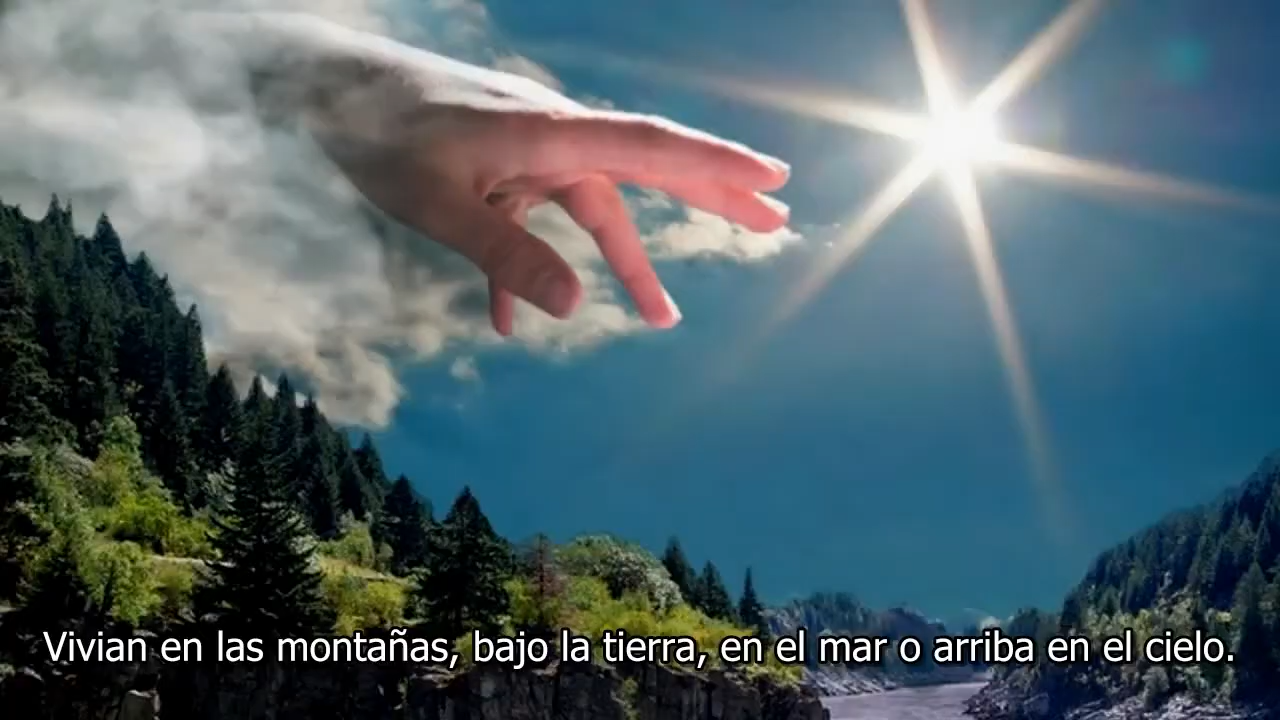 Vivian en las montañas, bajo la tierra, en el mar o arriba en el cielo.